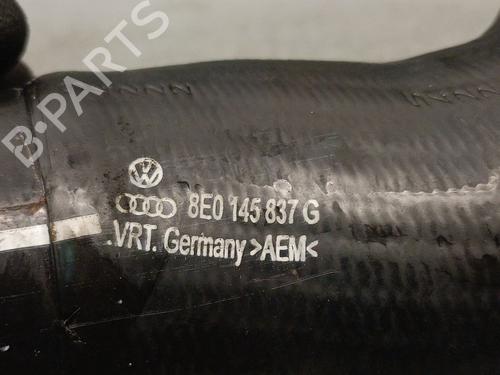 B-PARTS
8E0 145 837 G
.VRT. Germany >AEM<